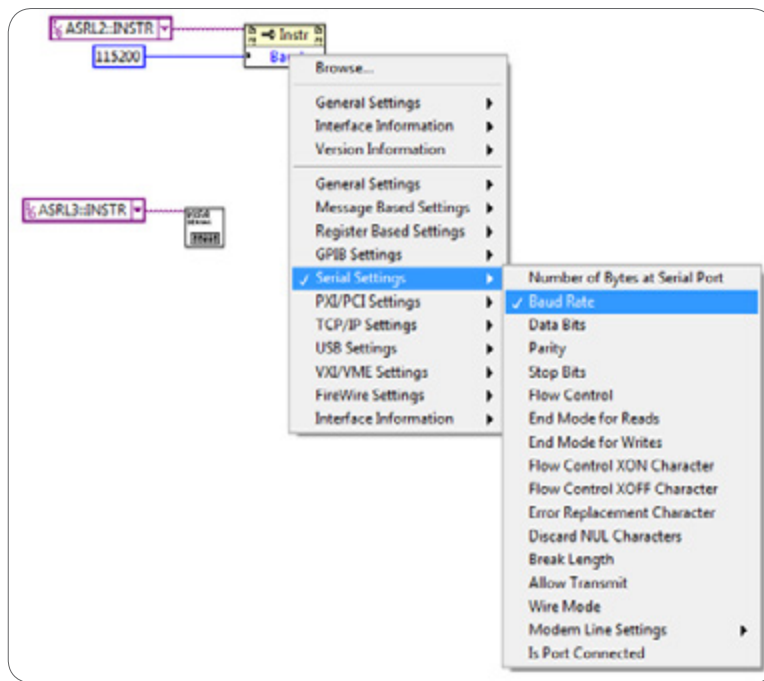 ASRL2::INSTR
Instr
115200
Browse...
General Settings
Interface Information
Version Information
General Settings
Message Based Settings
Register Based Settings
GPIB Settings
Serial Settings
PXI/PCI Settings
TCP/IP Settings
USB Settings
VXI/VME Settings
FireWire Settings
Interface Information
ASRL3::INSTR
Number of Bytes at Serial Port
Baud Rate
Data Bits
Parity
Stop Bits
Flow Control
End Mode for Reads
End Mode for Writes
Flow Control XON Character
Flow Control XOFF Character
Error Replacement Character
Discard NUL Characters
Break Length
Allow Transmit
Wire Mode
Modem Line Settings
Is Port Connected